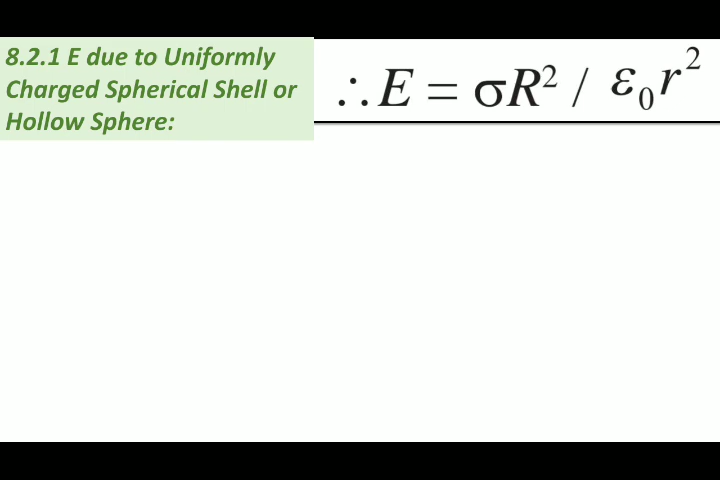 8.2.1 E due to Uniformly
Charged Spherical Shell or
Hollow Sphere:
∴E = σR² / ε₀r²